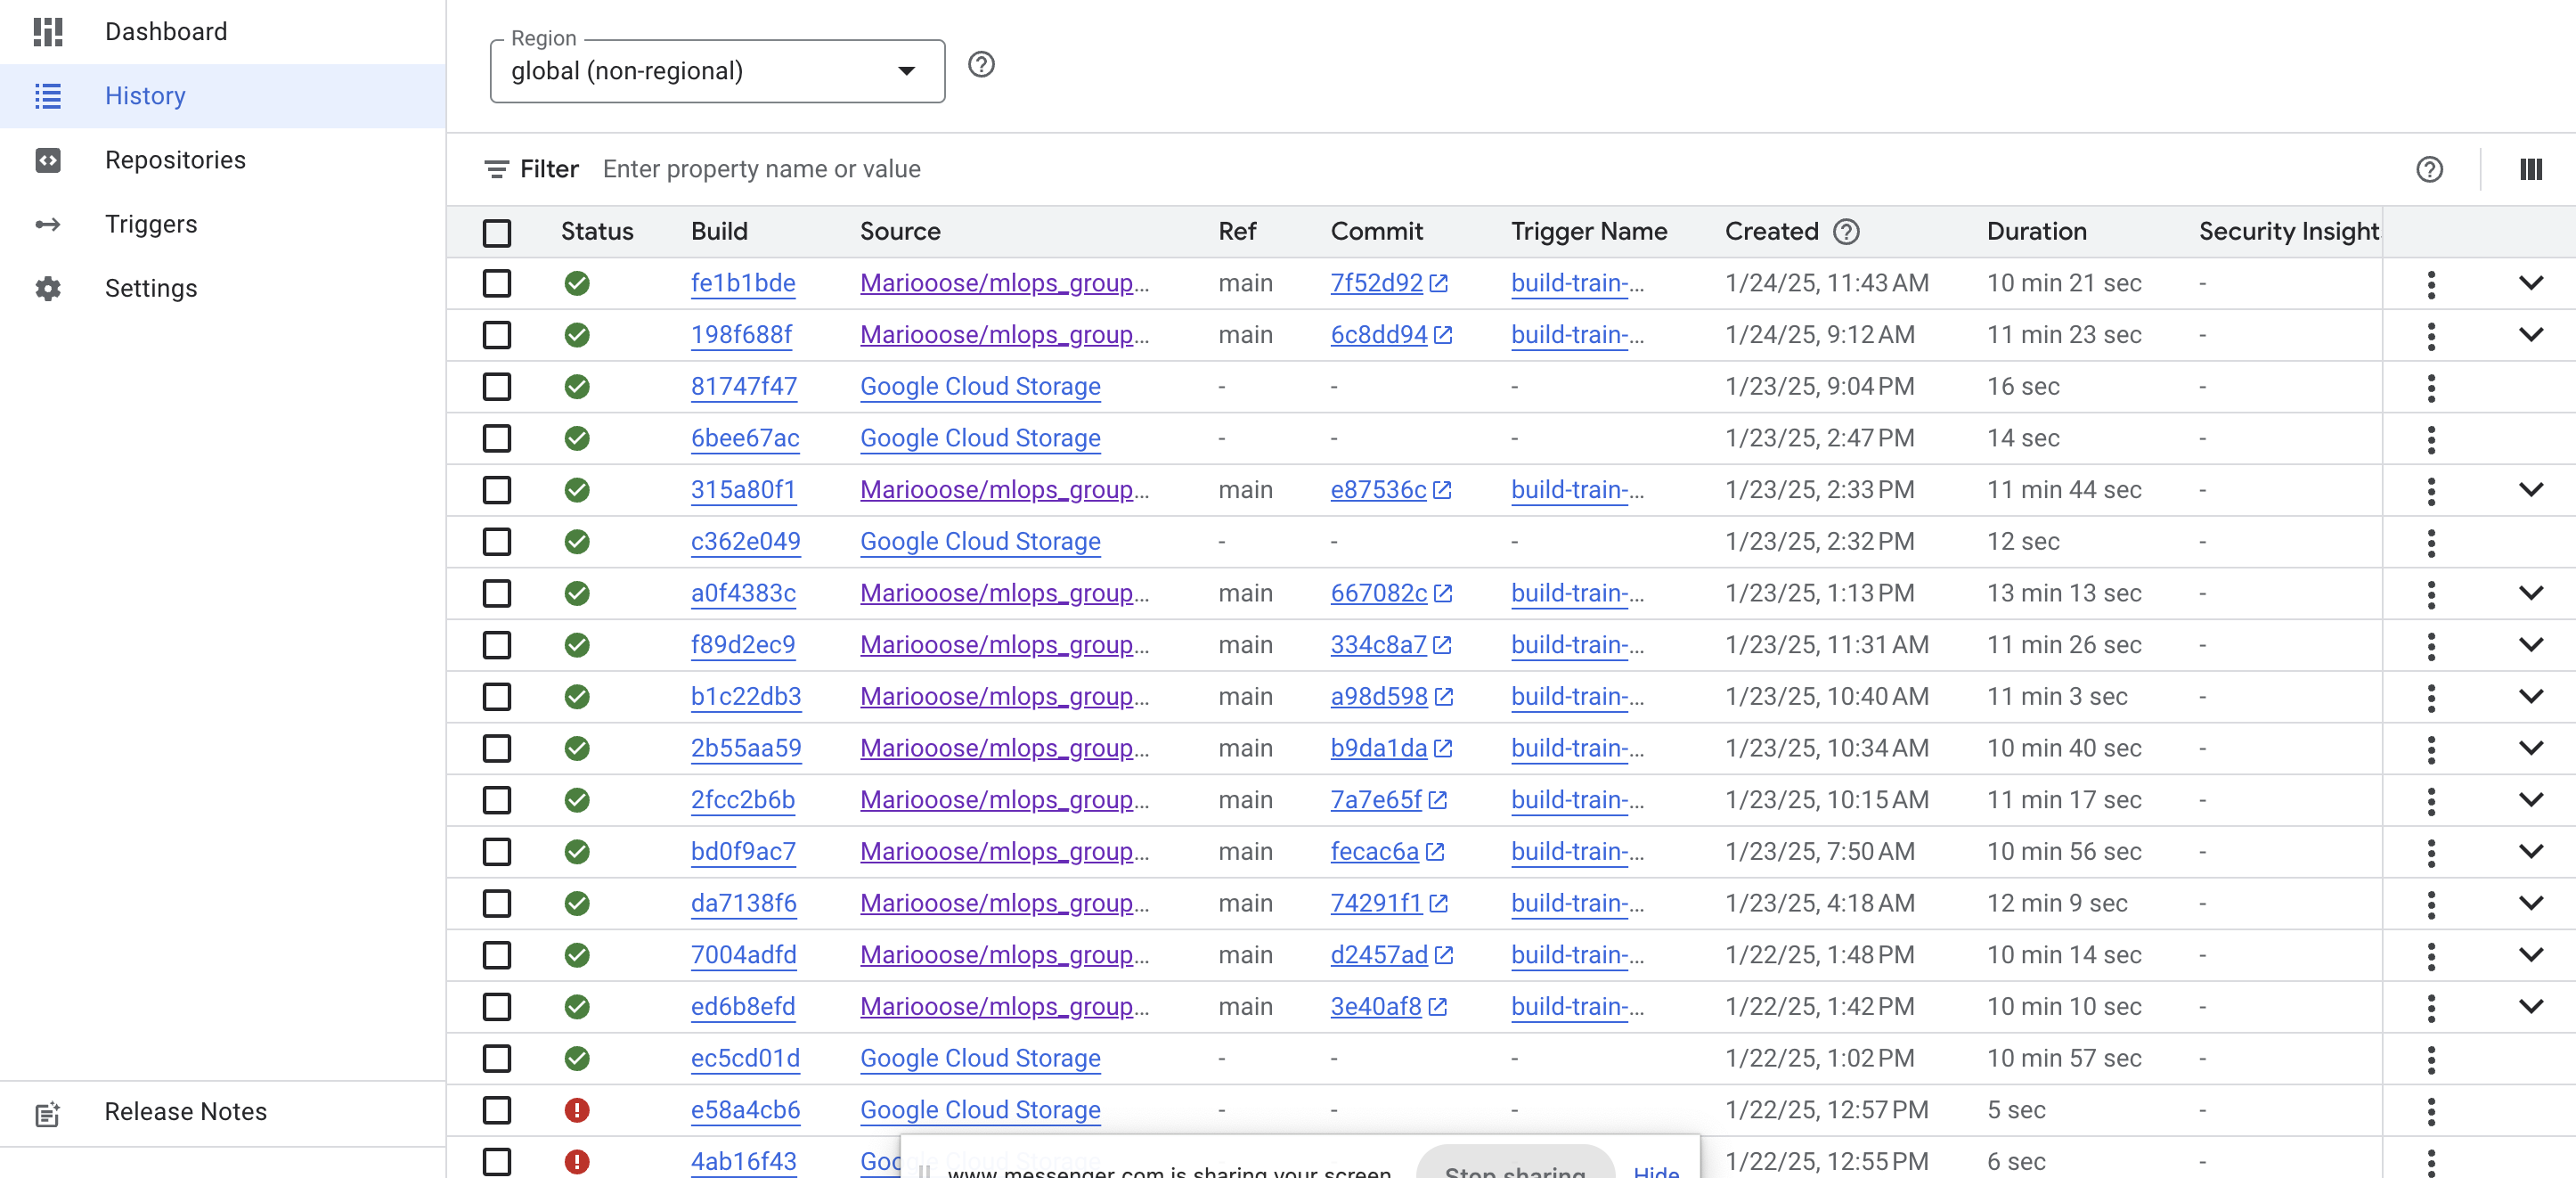 Dashboard
History
Repositories
Triggers
Settings
Release Notes
Region
global (non-regional)
Filter Enter property name or value
Status Build Source Ref Commit Trigger Name Created Duration Security Insight
fe1b1bde Mariooose/mlops_group... main 7f52d92 build-train-... 1/24/25, 11:43 AM 10 min 21 sec -
198f688f Mariooose/mlops_group... main 6c8dd94 build-train-... 1/24/25, 9:12 AM 11 min 23 sec -
81747f47 Google Cloud Storage - - - 1/23/25, 9:04 PM 16 sec -
6bee67ac Google Cloud Storage - - - 1/23/25, 2:47 PM 14 sec -
315a80f1 Mariooose/mlops_group... main e87536c build-train-... 1/23/25, 2:33 PM 11 min 44 sec -
c362e049 Google Cloud Storage - - - 1/23/25, 2:32 PM 12 sec -
a0f4383c Mariooose/mlops_group... main 667082c build-train-... 1/23/25, 1:13 PM 13 min 13 sec -
f89d2ec9 Mariooose/mlops_group... main 334c8a7 build-train-... 1/23/25, 11:31 AM 11 min 26 sec -
b1c22db3 Mariooose/mlops_group... main a98d598 build-train-... 1/23/25, 10:40 AM 11 min 3 sec -
2b55aa59 Mariooose/mlops_group... main b9da1da build-train-... 1/23/25, 10:34 AM 10 min 40 sec -
2fcc2b6b Mariooose/mlops_group... main 7a7e65f build-train-... 1/23/25, 10:15 AM 11 min 17 sec -
bd0f9ac7 Mariooose/mlops_group... main fecac6a build-train-... 1/23/25, 7:50 AM 10 min 56 sec -
da7138f6 Mariooose/mlops_group... main 74291f1 build-train-... 1/23/25, 4:18 AM 12 min 9 sec -
7004adfd Mariooose/mlops_group... main d2457ad build-train-... 1/22/25, 1:48 PM 10 min 14 sec -
ed6b8efd Mariooose/mlops_group... main 3e40af8 build-train-... 1/22/25, 1:42 PM 10 min 10 sec -
ec5cd01d Google Cloud Storage - - - 1/22/25, 1:02 PM 10 min 57 sec -
e58a4cb6 Google Cloud Storage - - - 1/22/25, 12:57 PM 5 sec -
4ab16f43 Google Cloud Storage 1/22/25, 12:55 PM 6 sec -
www.messenger.com is sharing your screen. Stop sharing Hide